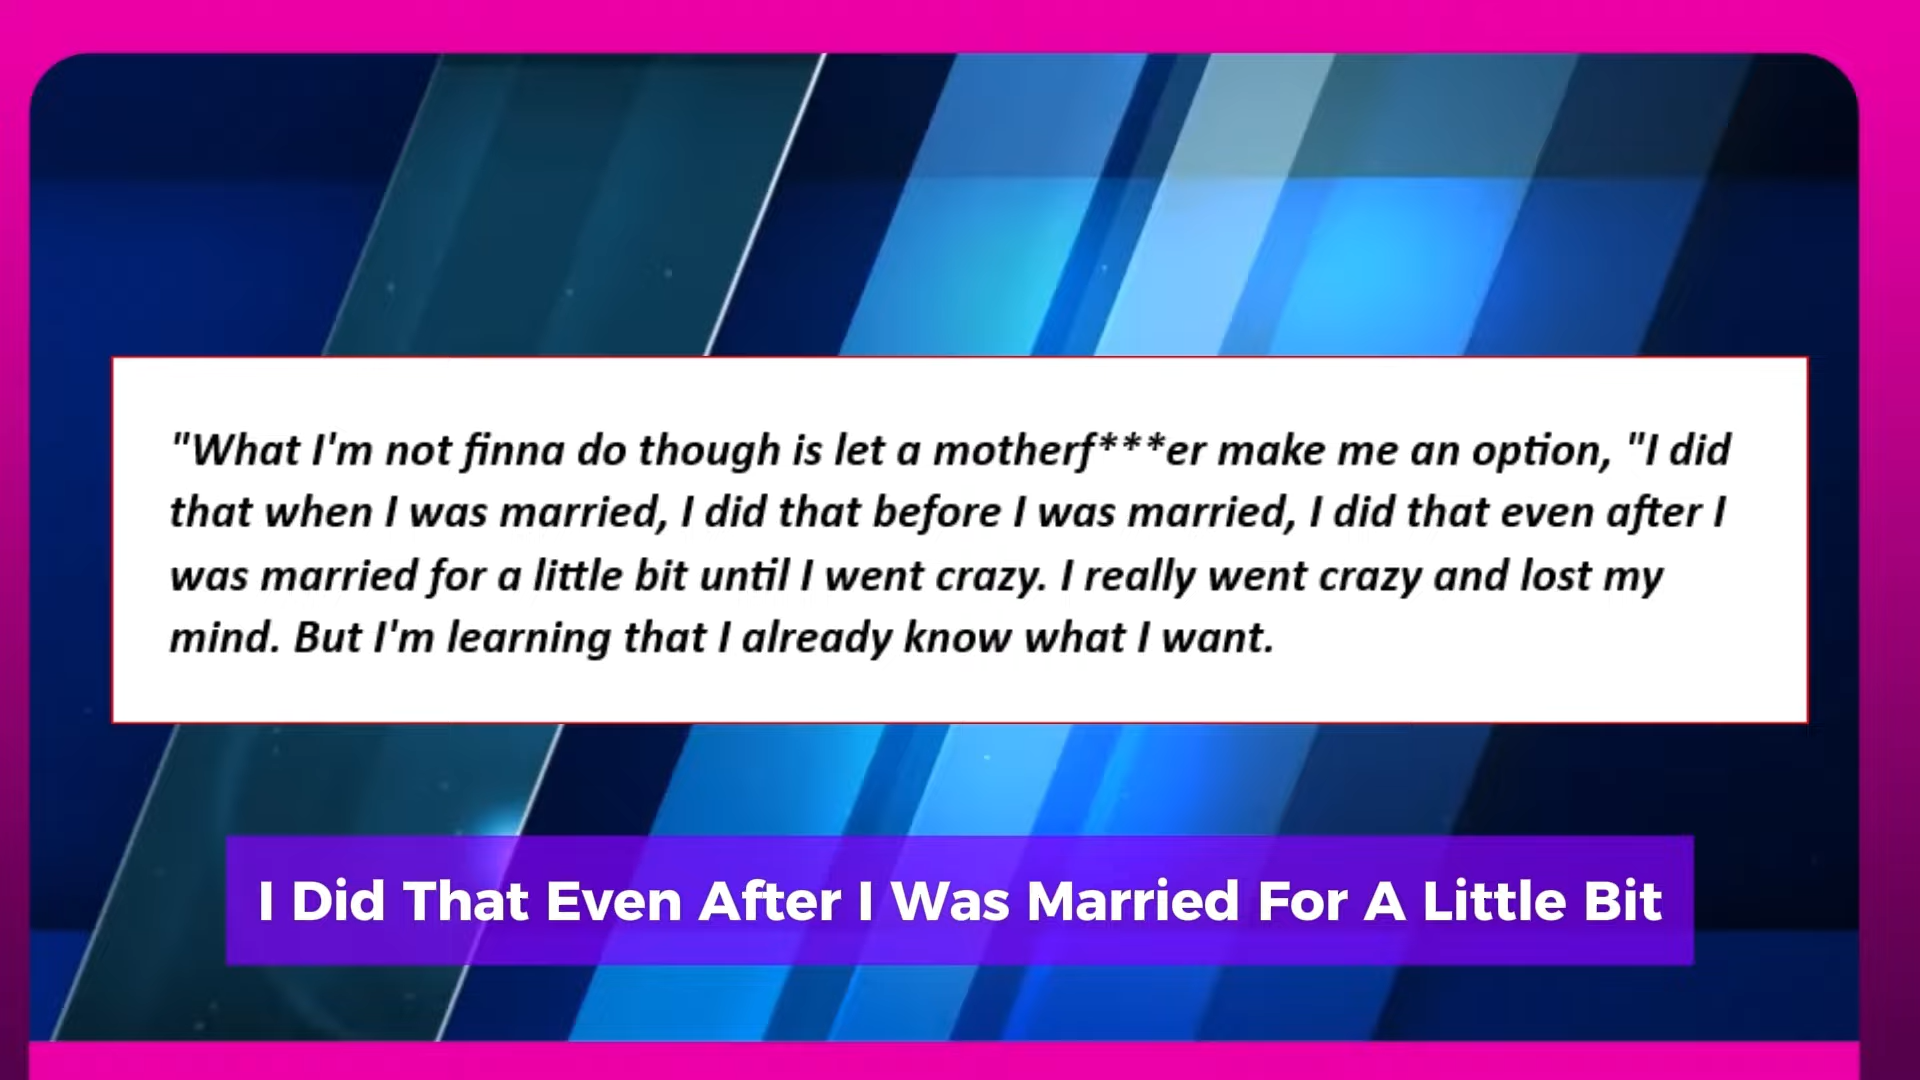 "What I'm not finna do though is let a motherf***er make me an option, "I did
that when I was married, I did that before I was married, I did that even after I
was married for a little bit until I went crazy. I really went crazy and lost my
mind. But I'm learning that I already know what I want.
I Did That Even After I Was Married For A Little Bit